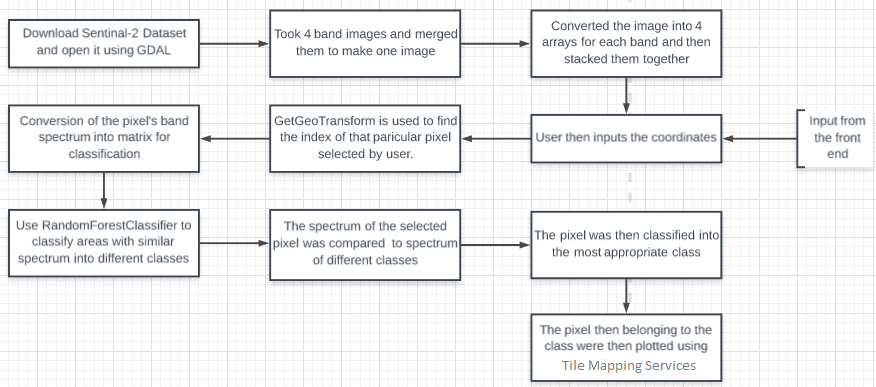 Download Sentinal-2 Dataset
and open it using GDAL
Took 4 band images and merged
them to make one image
Converted the image into 4
arrays for each band and then
stacked them together
Input from
the front
end
User then inputs the coordinates
GetGeoTransform is used to find
the index of that paricular pixel
selected by user.
Conversion of the pixel's band
spectrum into matrix for
classification
Use RandomForestClassifier to
classify areas with similar
spectrum into different classes
The spectrum of the selected
pixel was compared to spectrum
of different classes
The pixel was then classified into
the most appropriate class
The pixel then belonging to the
class were then plotted using
Tile Mapping Services